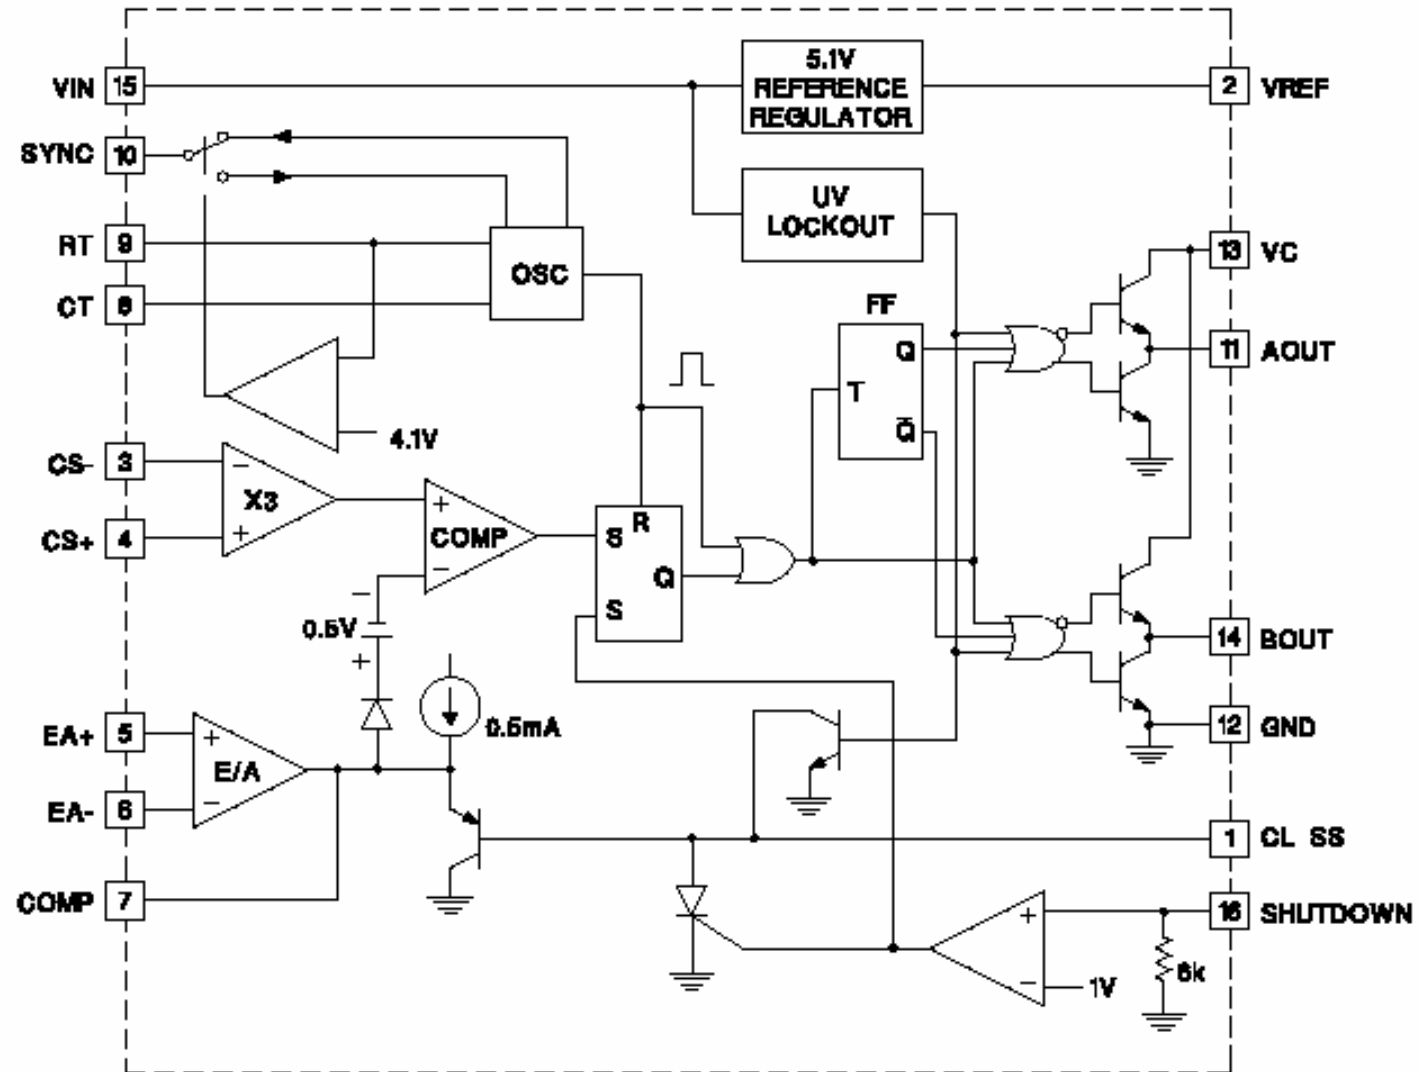 VIN 15
5.1V
REFERENCE
REGULATOR
2 VREF
SYNC 10
UV
LOCKOUT
RT 9
OSC
13 VC
CT 8
FF
Q
11 AOUT
T
4.1V
Q̅
CS- 3
−
X3
+
CS+ 4
+
COMP
−
S
R
Q
S
−
0.5V
+
14 BOUT
0.5mA
EA+ 5
+
E/A
−
EA- 6
12 GND
1 CL SS
COMP 7
+
−
1V
16 SHUTDOWN
6k